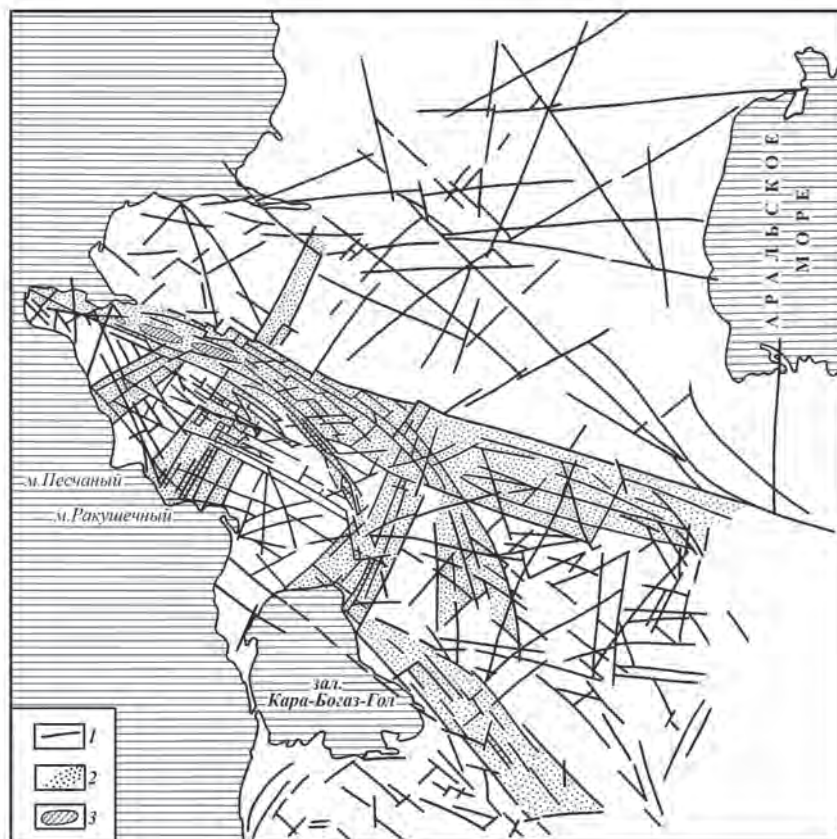 АРАЛЬСКОЕ
МОРЕ
м.Песчаный
м.Ракушечный
зал.
Кара-Богаз-Гол
1
2
3